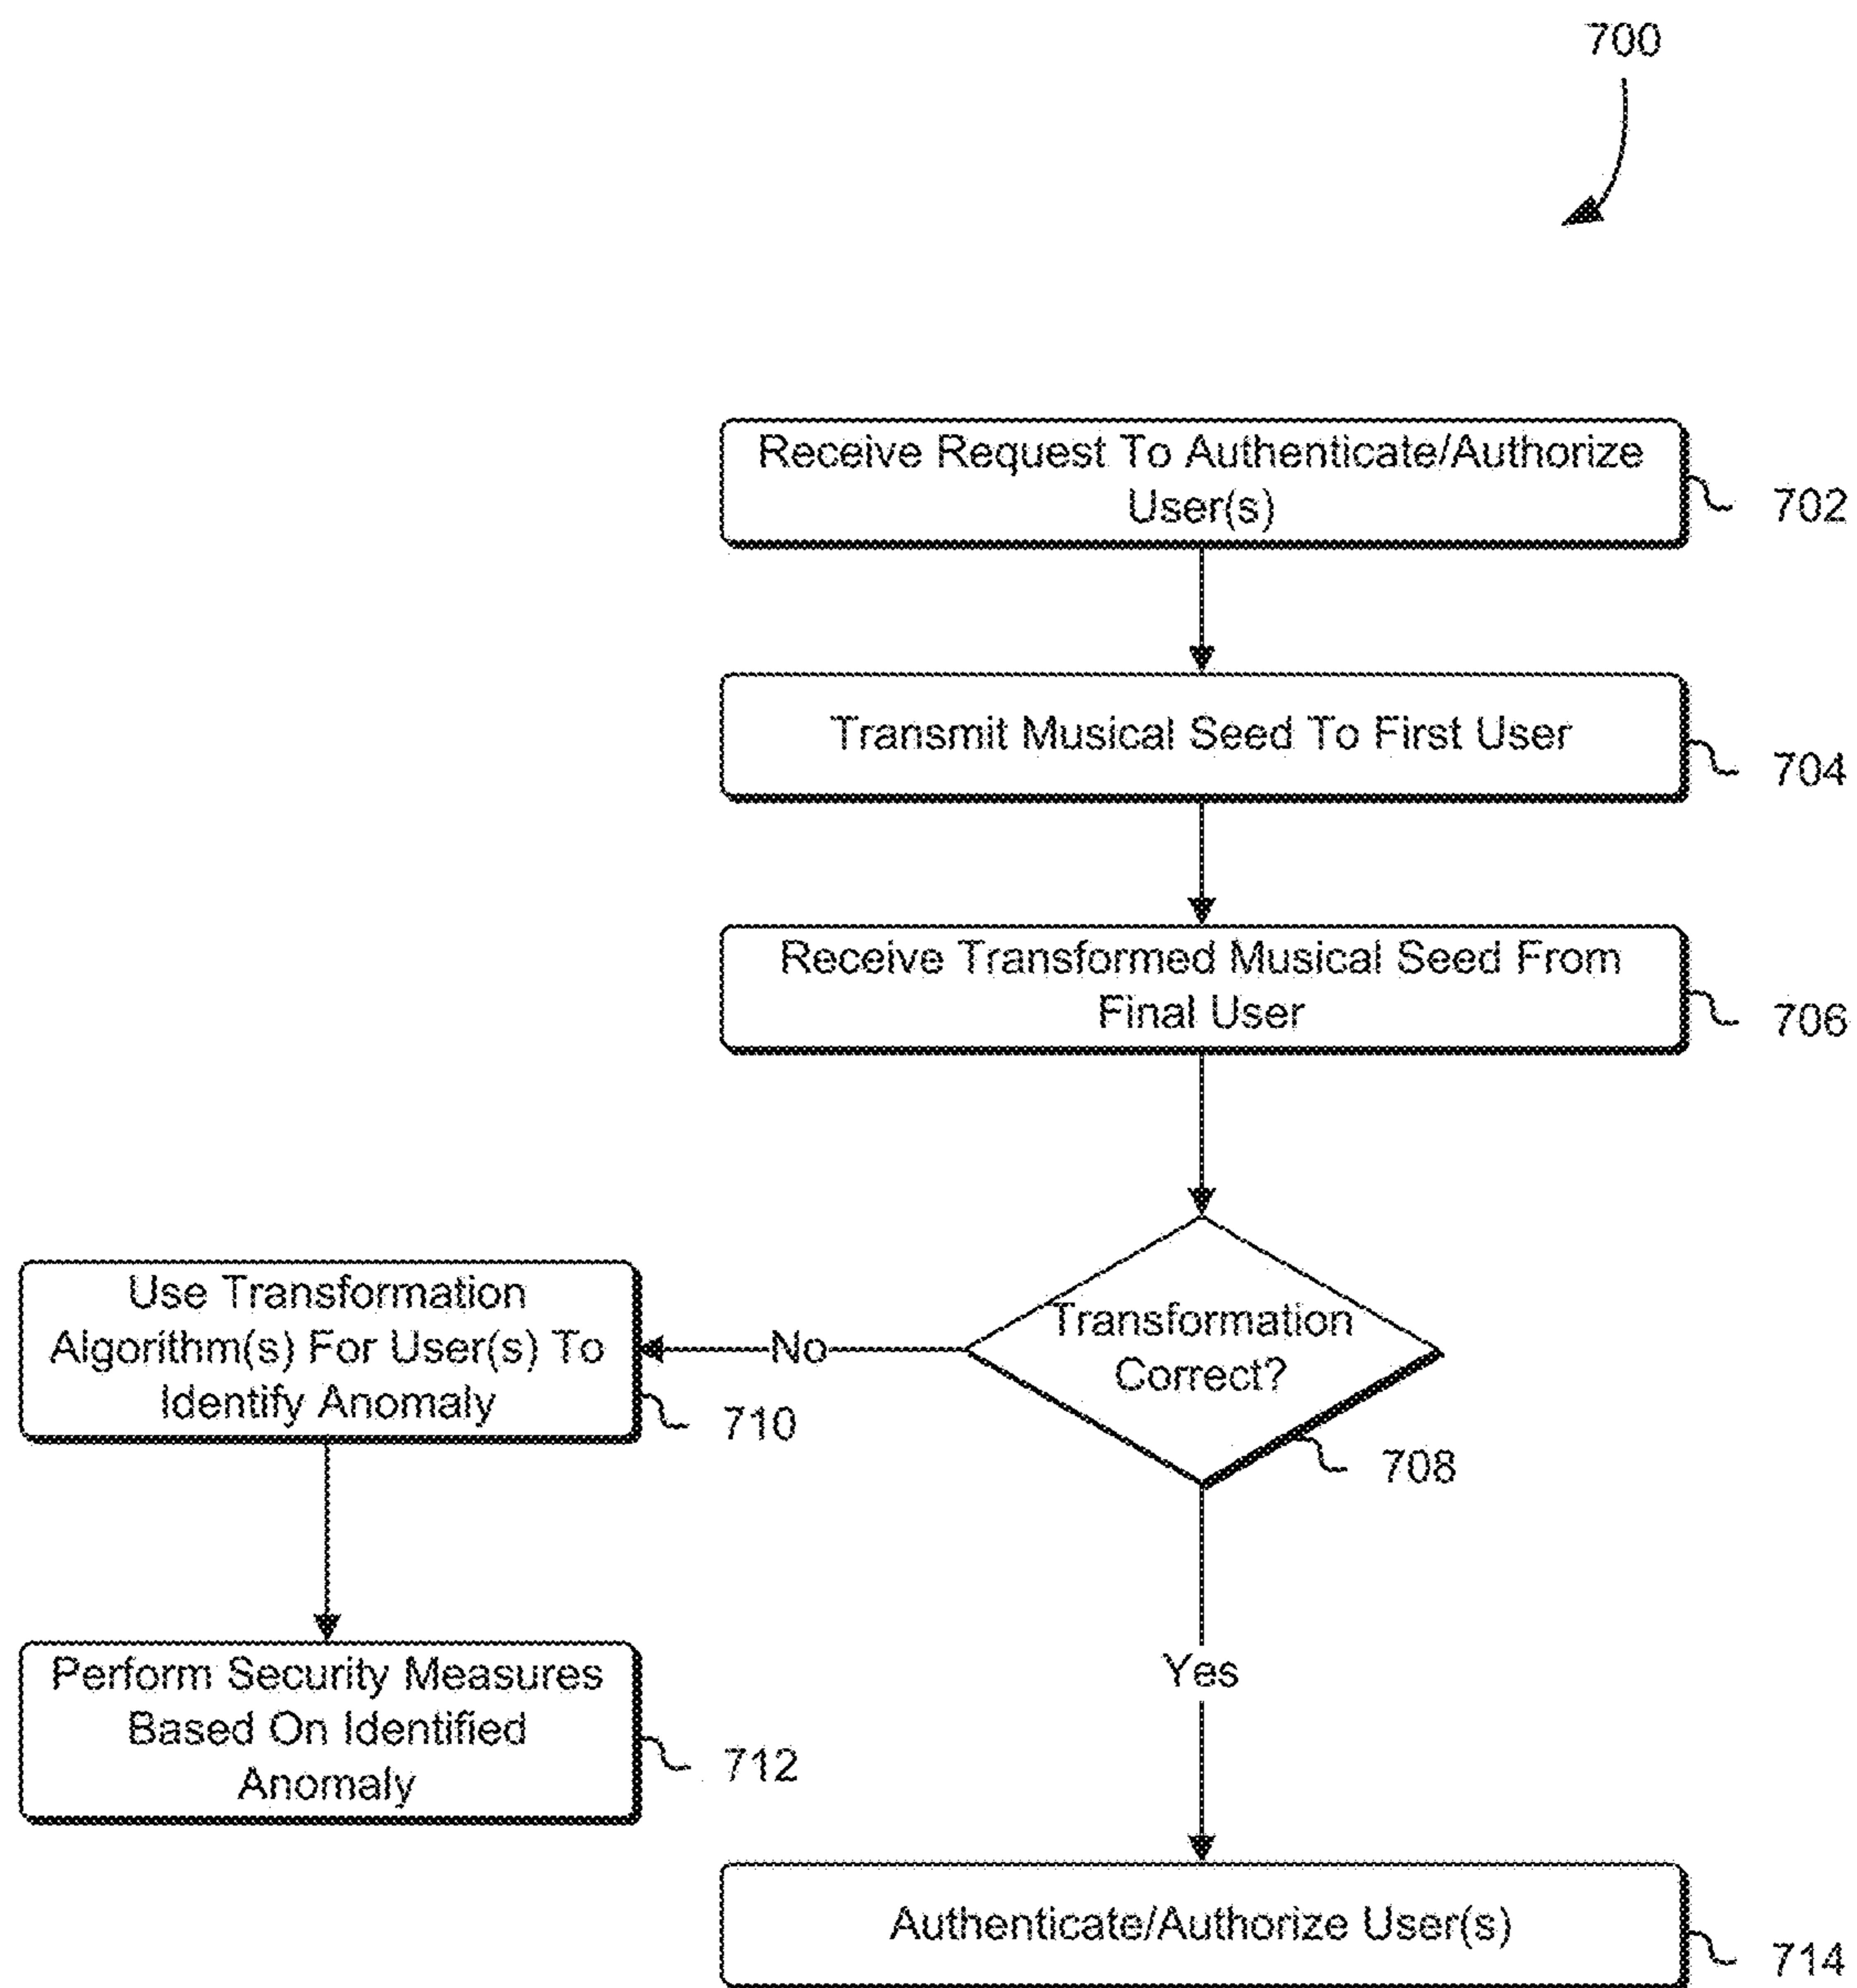 700
Receive Request To Authenticate/Authorize
User(s)
702
Transmit Musical Seed To First User
704
Receive Transformed Musical Seed From
Final User
706
Transformation
Correct?
708
No
Use Transformation
Algorithm(s) For User(s) To
Identify Anomaly
710
Perform Security Measures
Based On Identified
Anomaly
712
Yes
Authenticate/Authorize User(s)
714